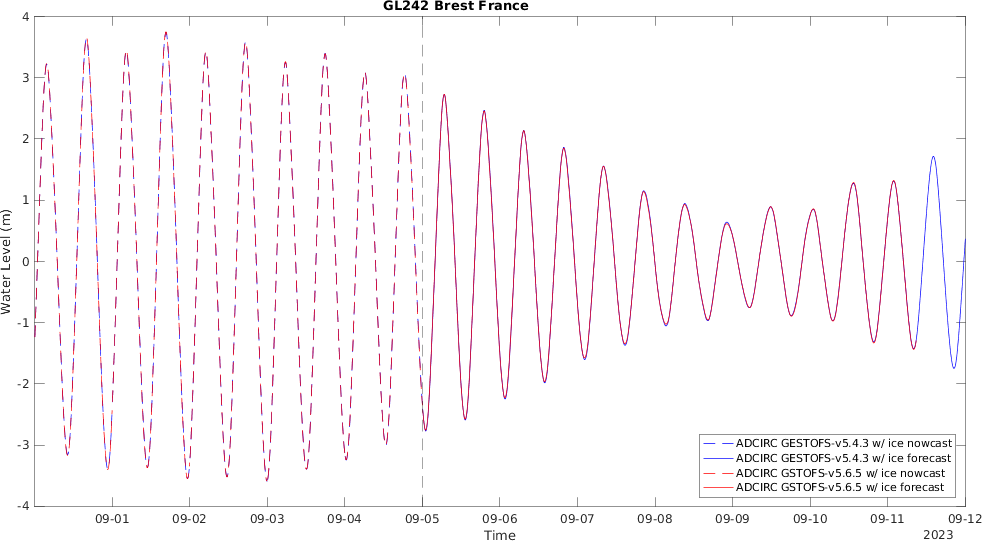 GL242 Brest France
Water Level (m)
4
3
2
1
0
-1
-2
-3
-4
ADCIRC GESTOFS-v5.4.3 w/ ice nowcast
ADCIRC GESTOFS-v5.4.3 w/ ice forecast
ADCIRC GSTOFS-v5.6.5 w/ ice nowcast
ADCIRC GSTOFS-v5.6.5 w/ ice forecast
09-01 09-02 09-03 09-04 09-05 09-06 09-07 09-08 09-09 09-10 09-11 09-12
Time
2023